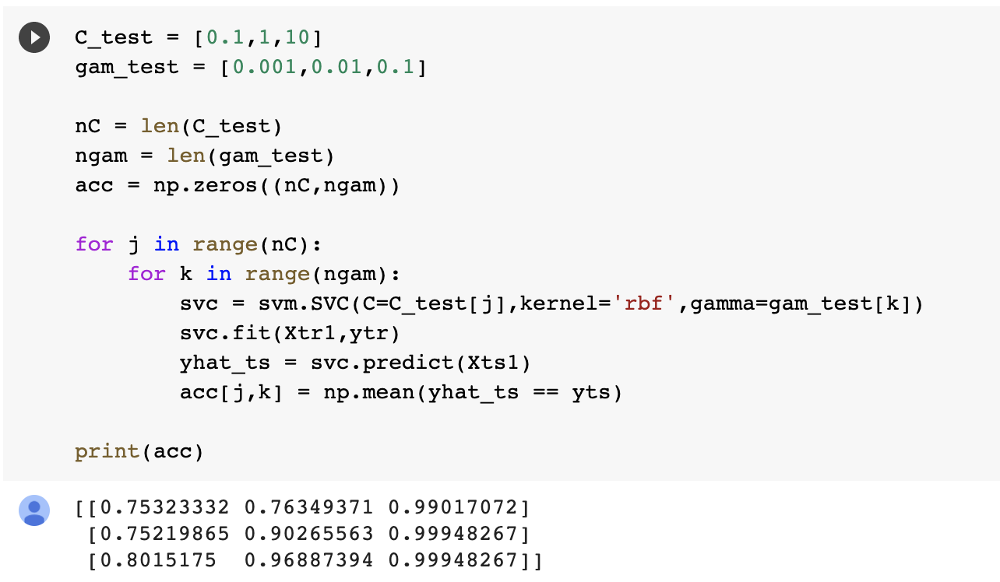 C_test = [0.1,1,10]
gam_test = [0.001,0.01,0.1]
nC = len(C_test)
ngam = len(gam_test)
acc = np.zeros((nC,ngam))
for j in range(nC):
    for k in range(ngam):
        svc = svm.SVC(C=C_test[j],kernel='rbf',gamma=gam_test[k])
        svc.fit(Xtr1,ytr)
        yhat_ts = svc.predict(Xts1)
        acc[j,k] = np.mean(yhat_ts == yts)
print(acc)
[[0.75323332 0.76349371 0.99017072]
 [0.75219865 0.90265563 0.99948267]
 [0.8015175  0.96887394 0.99948267]]